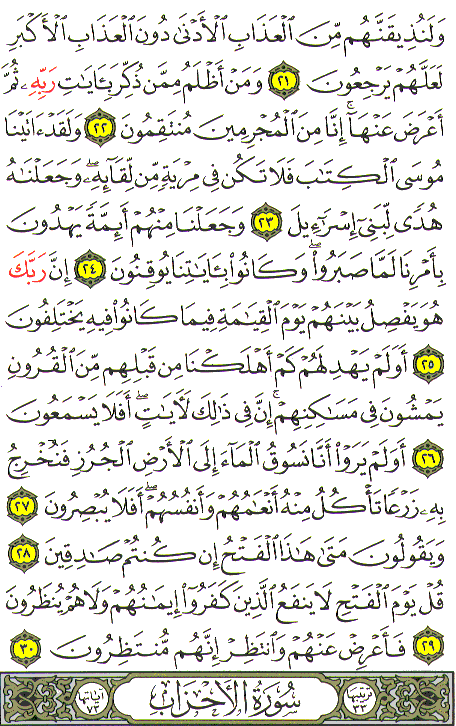 وَلَنُذِيقَنَّهُم مِّنَ ٱلْعَذَابِ ٱلْأَدْنَىٰ دُونَ ٱلْعَذَابِ ٱلْأَكْبَرِ
لَعَلَّهُمْ يَرْجِعُونَ ٢١ وَمَنْ أَظْلَمُ مِمَّن ذُكِّرَ بِـَٔايَٰتِ رَبِّهِۦ ثُمَّ
أَعْرَضَ عَنْهَآ ۚ إِنَّا مِنَ ٱلْمُجْرِمِينَ مُنتَقِمُونَ ٢٢ وَلَقَدْ ءَاتَيْنَا
مُوسَى ٱلْكِتَٰبَ فَلَا تَكُن فِى مِرْيَةٍ مِّن لِّقَآئِهِۦ ۖ وَجَعَلْنَٰهُ
هُدًى لِّبَنِىٓ إِسْرَٰٓءِيلَ ٢٣ وَجَعَلْنَا مِنْهُمْ أَئِمَّةً يَهْدُونَ
بِأَمْرِنَا لَمَّا صَبَرُوا۟ ۖ وَكَانُوا۟ بِـَٔايَٰتِنَا يُوقِنُونَ ٢٤ إِنَّ رَبَّكَ
هُوَ يَفْصِلُ بَيْنَهُمْ يَوْمَ ٱلْقِيَٰمَةِ فِيمَا كَانُوا۟ فِيهِ يَخْتَلِفُونَ
٢٥ أَوَلَمْ يَهْدِ لَهُمْ كَمْ أَهْلَكْنَا مِن قَبْلِهِم مِّنَ ٱلْقُرُونِ
يَمْشُونَ فِى مَسَٰكِنِهِمْ ۚ إِنَّ فِى ذَٰلِكَ لَءَايَٰتٍ ۖ أَفَلَا يَسْمَعُونَ
٢٦ أَوَلَمْ يَرَوْا۟ أَنَّا نَسُوقُ ٱلْمَآءَ إِلَى ٱلْأَرْضِ ٱلْجُرُزِ فَنُخْرِجُ
بِهِۦ زَرْعًا تَأْكُلُ مِنْهُ أَنْعَٰمُهُمْ وَأَنفُسُهُمْ ۖ أَفَلَا يُبْصِرُونَ ٢٧
وَيَقُولُونَ مَتَىٰ هَٰذَا ٱلْفَتْحُ إِن كُنتُمْ صَٰدِقِينَ ٢٨
قُلْ يَوْمَ ٱلْفَتْحِ لَا يَنفَعُ ٱلَّذِينَ كَفَرُوٓا۟ إِيمَٰنُهُمْ وَلَا هُمْ يُنظَرُونَ
٢٩ فَأَعْرِضْ عَنْهُمْ وَٱنتَظِرْ إِنَّهُم مُّنتَظِرُونَ ٣٠
ترتيبها ٣٣ سُورَةُ الأَحْزَابِ آياتها ٧٣